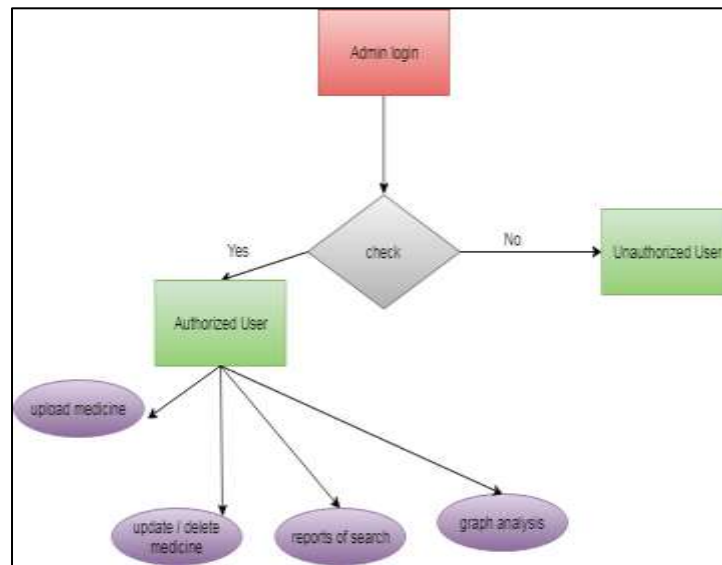 Admin login
check
Yes
No
Unauthorized User
Authorized User
upload medicine
update / delete
medicine
reports of search
graph analysis